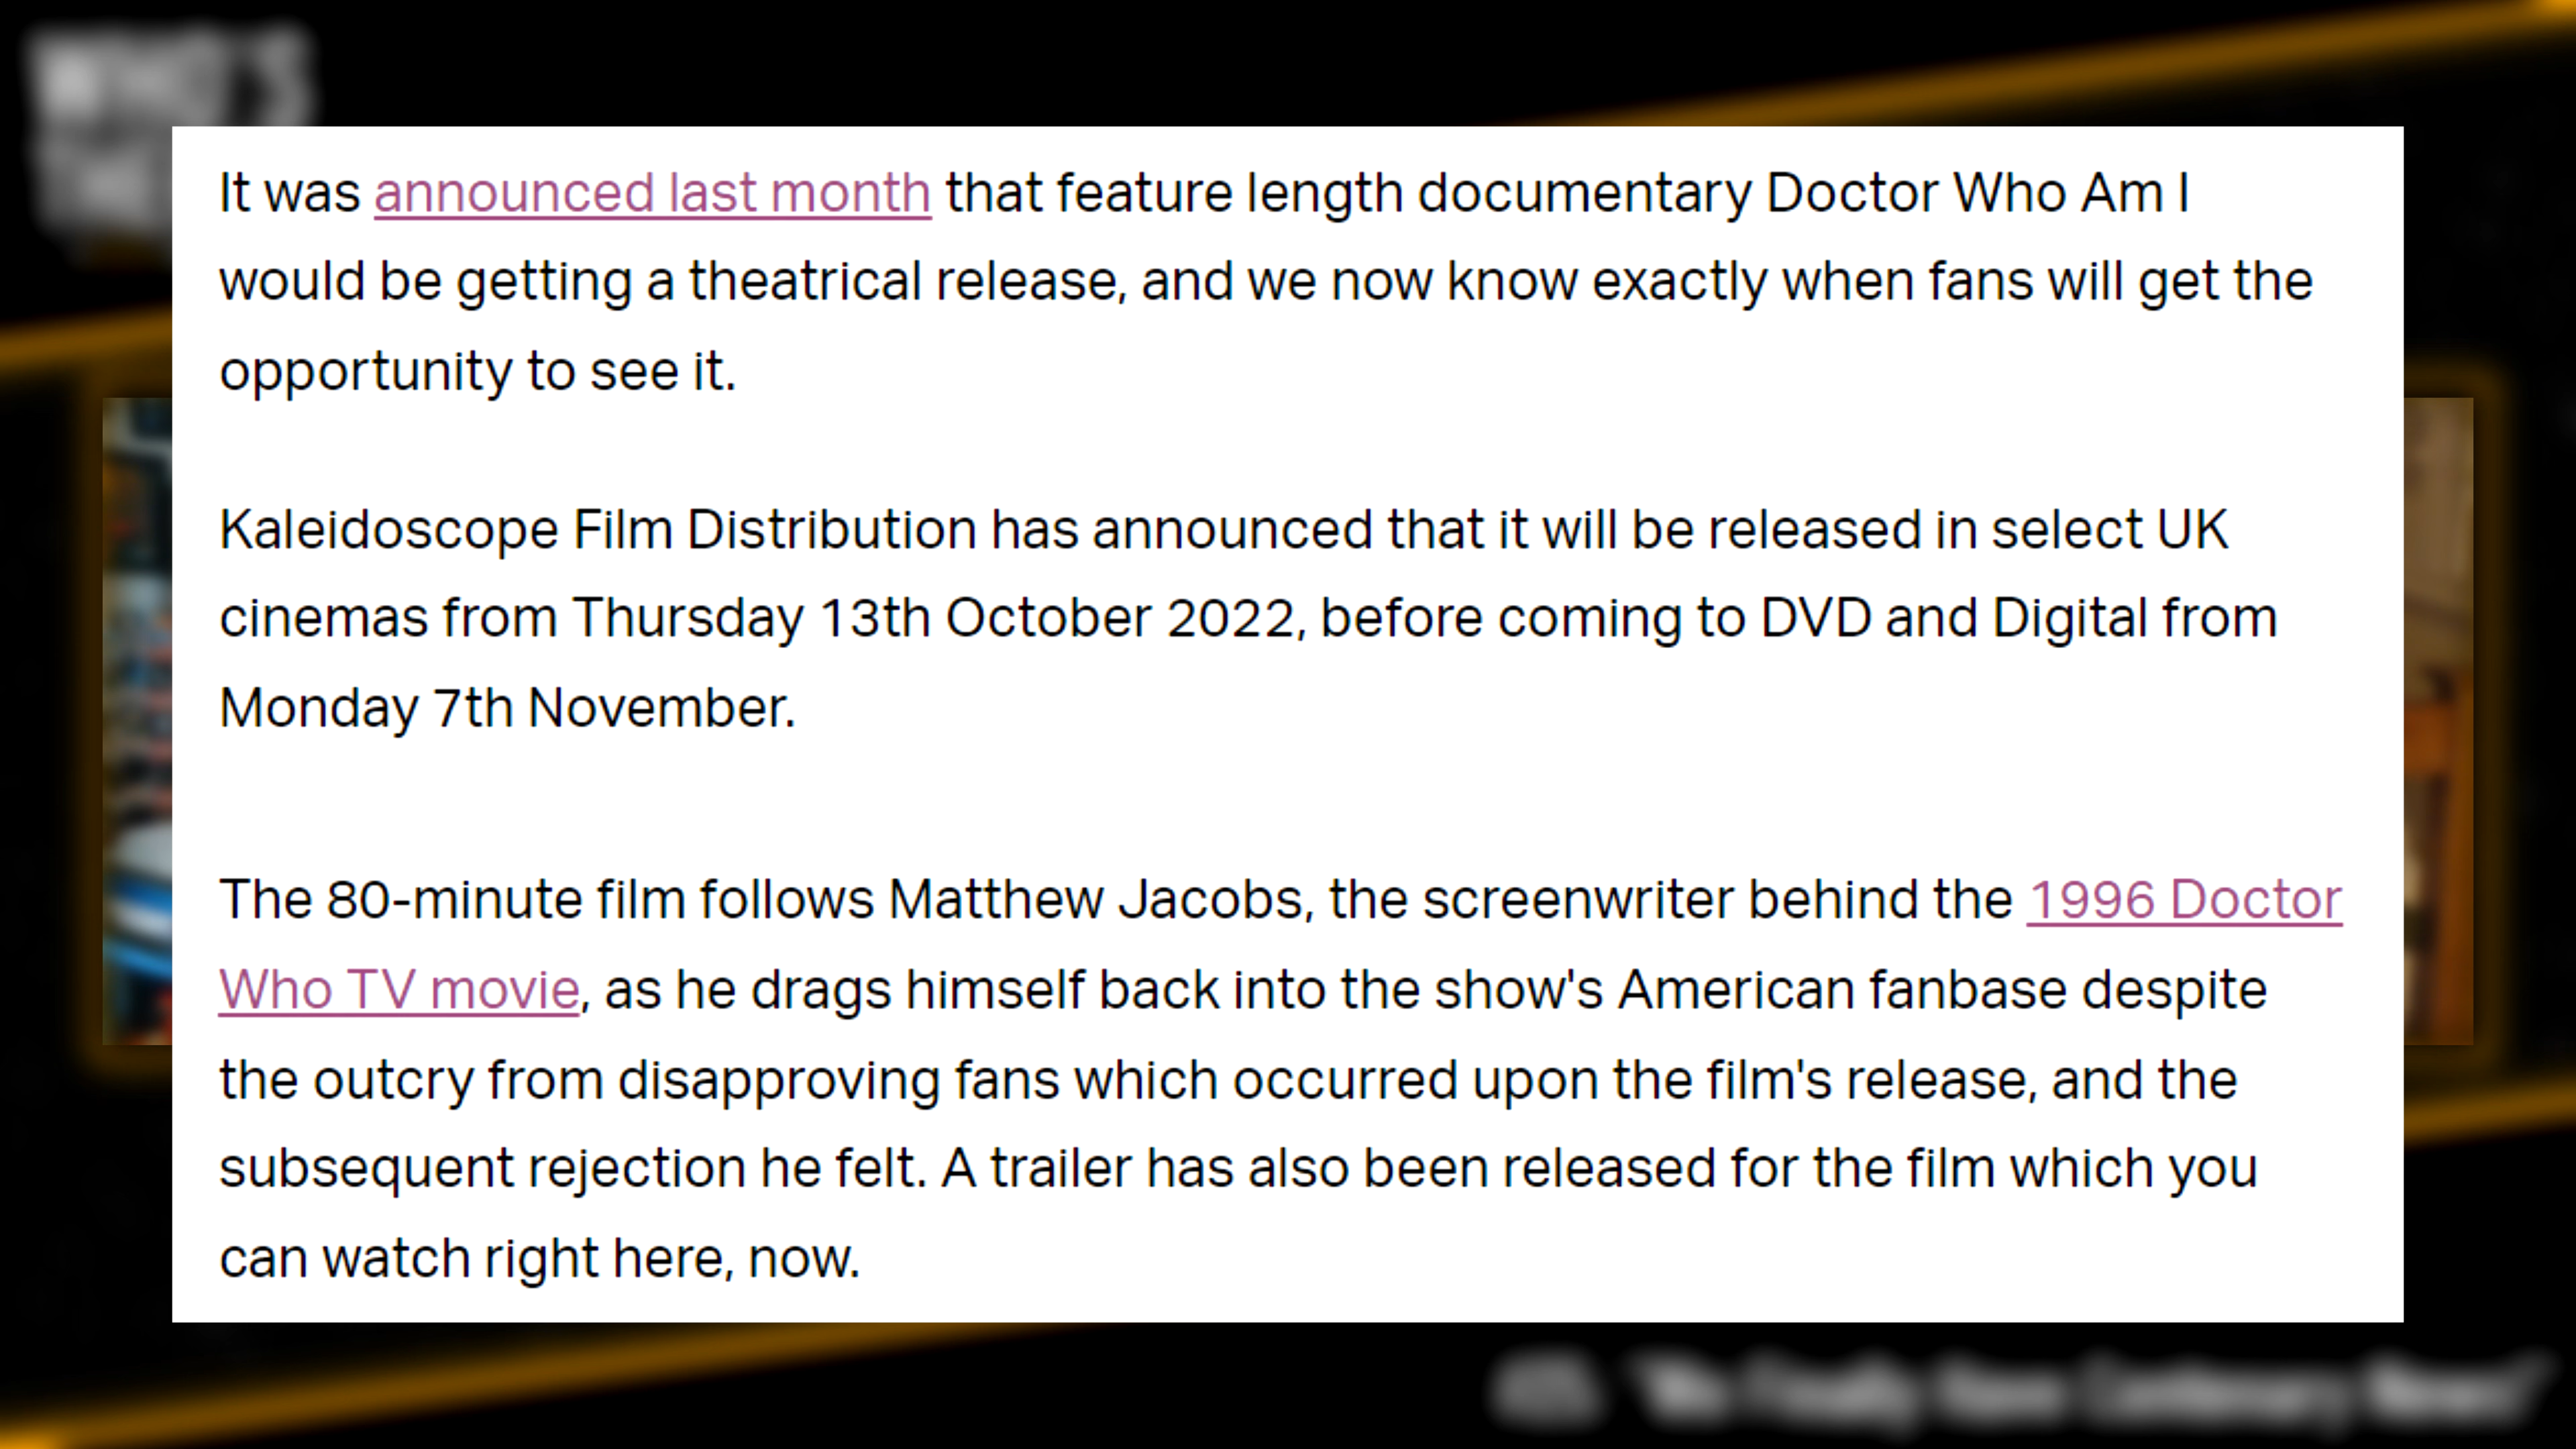 It was announced last month that feature length documentary Doctor Who Am I
would be getting a theatrical release, and we now know exactly when fans will get the
opportunity to see it.
Kaleidoscope Film Distribution has announced that it will be released in select UK
cinemas from Thursday 13th October 2022, before coming to DVD and Digital from
Monday 7th November.
The 80-minute film follows Matthew Jacobs, the screenwriter behind the 1996 Doctor
Who TV movie, as he drags himself back into the show's American fanbase despite
the outcry from disapproving fans which occurred upon the film's release, and the
subsequent rejection he felt. A trailer has also been released for the film which you
can watch right here, now.
WHO'S
"We Finally Have Centenary News!"